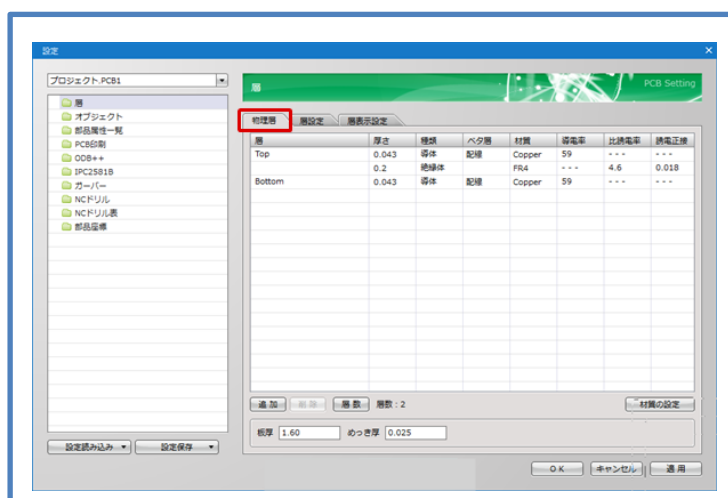 設定
×
プロジェクト.PCB1
層
オブジェクト
部品属性一覧
PCB印刷
ODB++
IPC2581B
ガーバー
NCドリル
NCドリル表
部品座標
設定読み込み
設定保存
層
PCB Setting
物理層 層設定 層表示設定
層 厚さ 種類 ベタ層 材質 導電率 比誘電率 誘電正接
Top 0.043 導体 配線 Copper 59 - - - - - -
0.2 絶縁体 FR4 - - - 4.6 0.018
Bottom 0.043 導体 配線 Copper 59 - - - - - -
追加 削除 層数 層数 : 2 材質の設定
板厚 1.60 めっき厚 0.025
OK キャンセル 適用